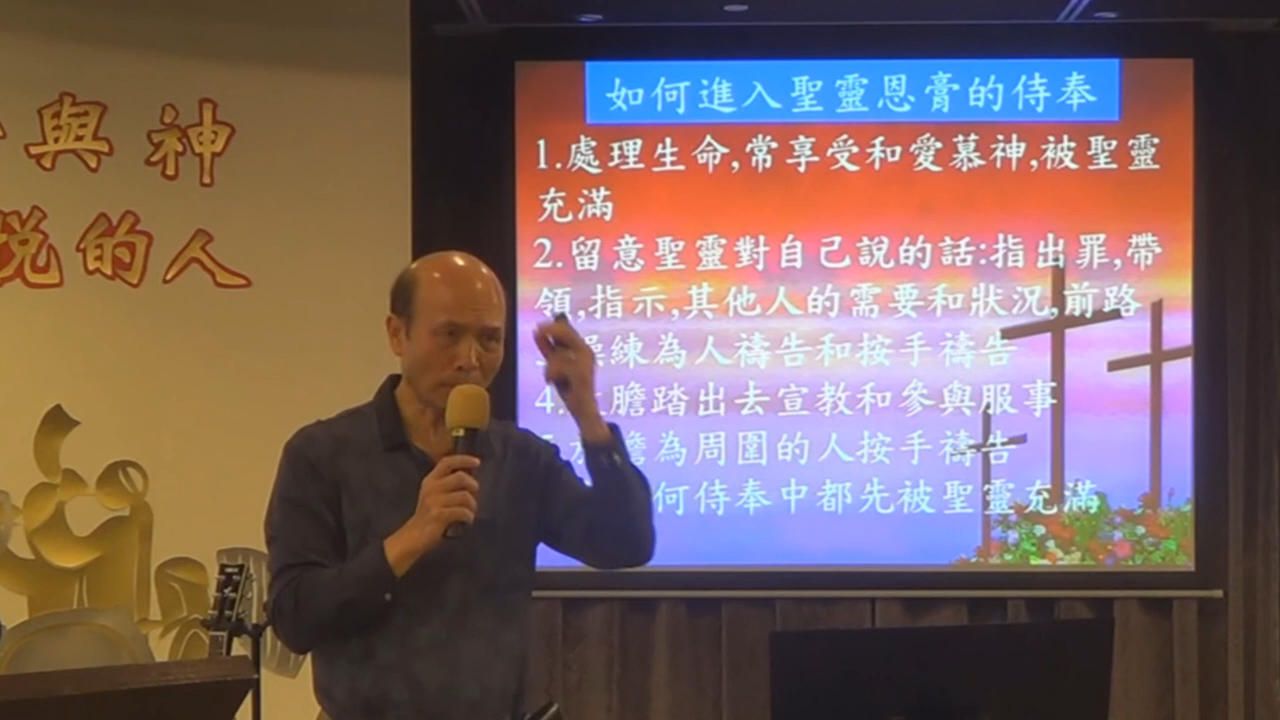 與神
悅的人
如何進入聖靈恩膏的侍奉
1.處理生命,常享受和愛慕神,被聖靈
充滿
2.留意聖靈對自己說的話:指出罪,帶
領,指示,其他人的需要和狀況,前路
練為人禱告和按手禱告
4. 膽踏出去宣教和參與服事
膽為周圍的人按手禱告
何侍奉中都先被聖靈充滿